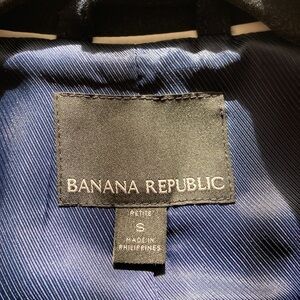 BANANA REPUBLIC
PETITE
S
MADE IN
PHILIPPINES